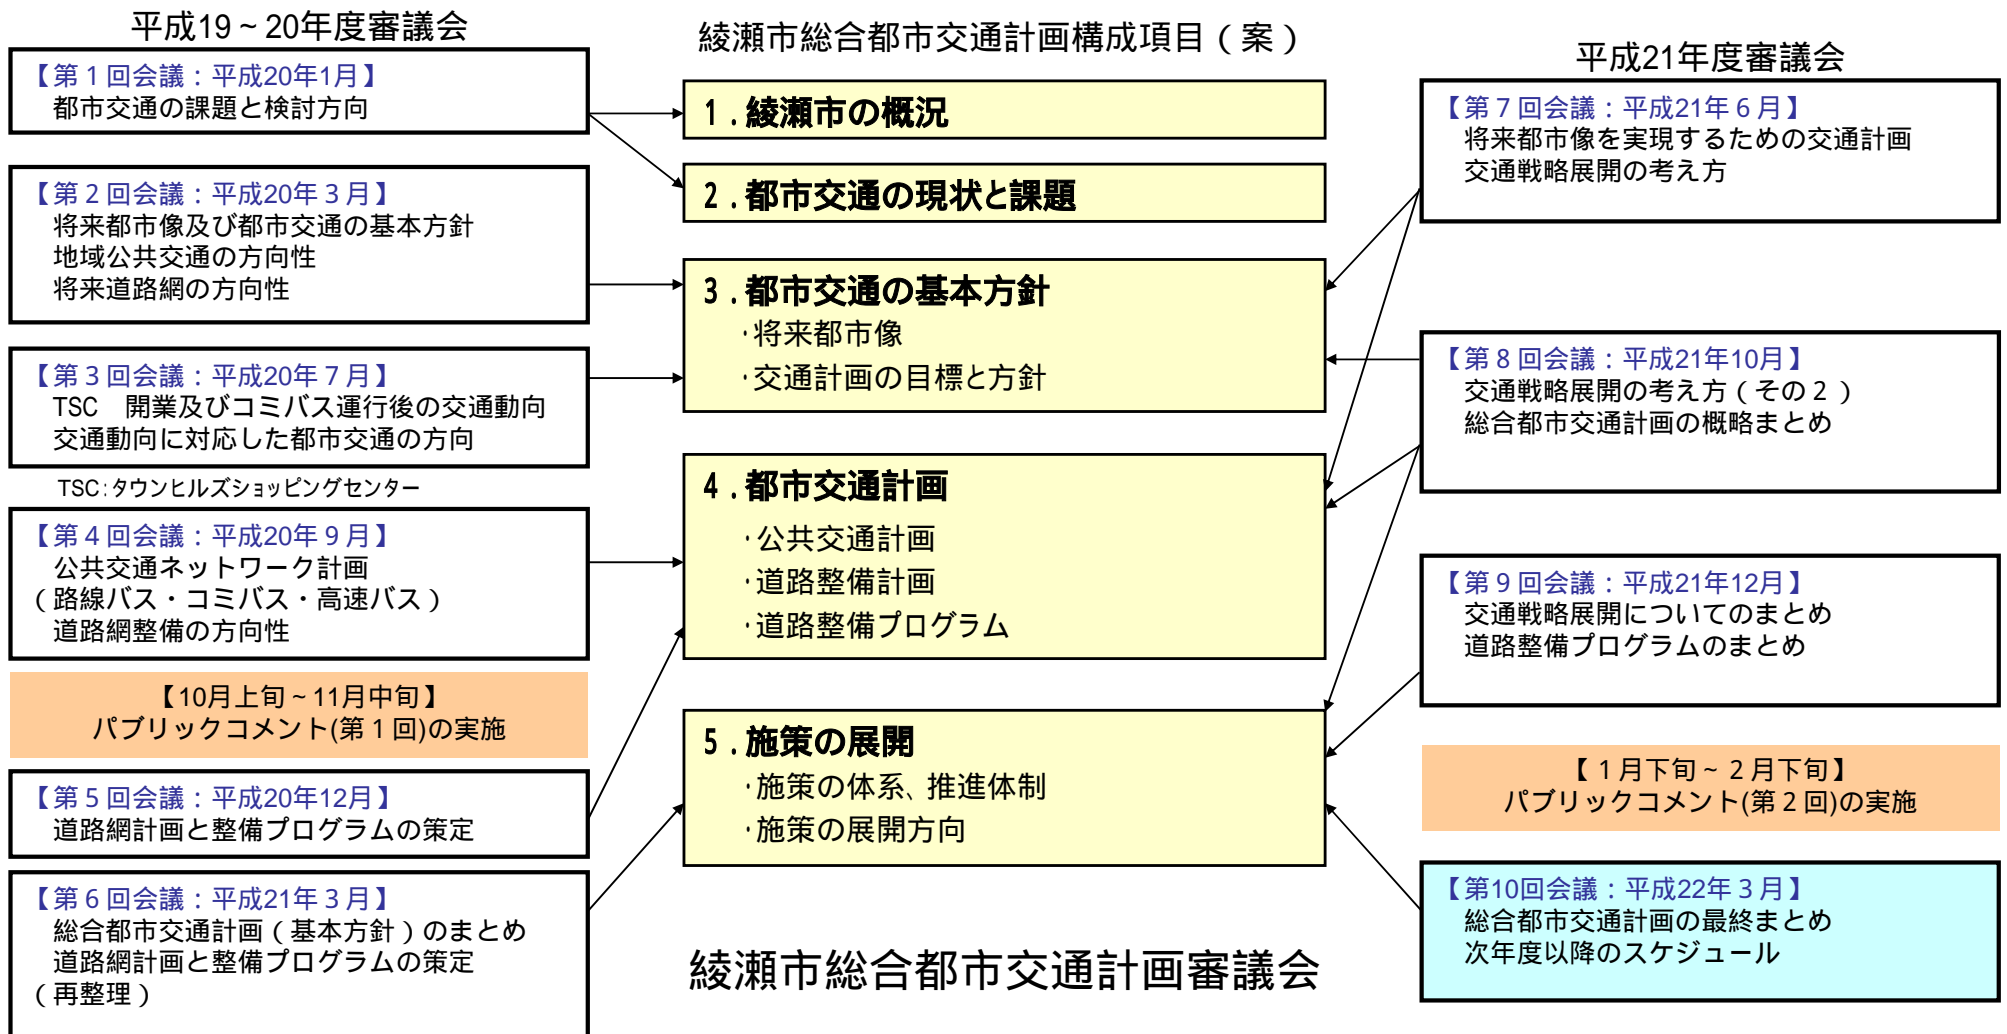 平成19～20年度審議会
【第１回会議：平成20年1月】
都市交通の課題と検討方向
【第２回会議：平成20年３月】
将来都市像及び都市交通の基本方針
地域公共交通の方向性
将来道路網の方向性
【第３回会議：平成20年７月】
TSC　開業及びコミバス運行後の交通動向
交通動向に対応した都市交通の方向
TSC：タウンヒルズショッピングセンター
【第４回会議：平成20年９月】
公共交通ネットワーク計画
（路線バス・コミバス・高速バス）
道路網整備の方向性
【10月上旬～11月中旬】
パブリックコメント(第１回)の実施
【第５回会議：平成20年12月】
道路網計画と整備プログラムの策定
【第６回会議：平成21年３月】
総合都市交通計画（基本方針）のまとめ
道路網計画と整備プログラムの策定
（再整理）
綾瀬市総合都市交通計画構成項目（案）
１．綾瀬市の概況
２．都市交通の現状と課題
３．都市交通の基本方針
・将来都市像
・交通計画の目標と方針
４．都市交通計画
・公共交通計画
・道路整備計画
・道路整備プログラム
５．施策の展開
・施策の体系、推進体制
・施策の展開方向
綾瀬市総合都市交通計画審議会
平成21年度審議会
【第７回会議：平成21年６月】
将来都市像を実現するための交通計画
交通戦略展開の考え方
【第８回会議：平成21年10月】
交通戦略展開の考え方（その２）
総合都市交通計画の概略まとめ
【第９回会議：平成21年12月】
交通戦略展開についてのまとめ
道路整備プログラムのまとめ
【１月下旬～２月下旬】
パブリックコメント(第２回)の実施
【第10回会議：平成22年３月】
総合都市交通計画の最終まとめ
次年度以降のスケジュール